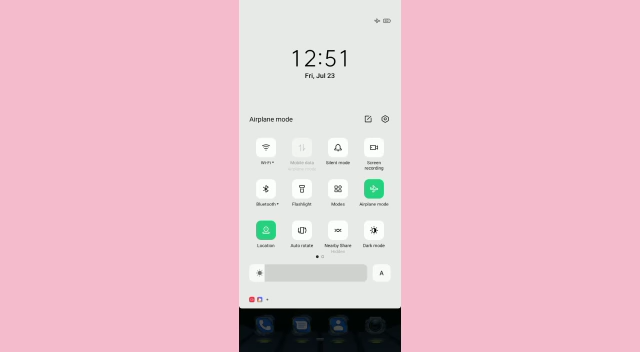 12:51
Fri, Jul 23
Airplane mode
Wi-Fi
Mobile data
Silent mode
Screen recording
Bluetooth
Flashlight
Modes
Airplane mode
Location
Auto rotate
Nearby Share
Hidden
Dark mode
A